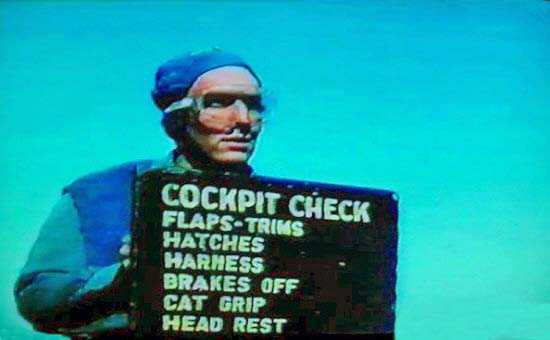 COCKPIT CHECK
FLAPS-TRIMS
HATCHES
HARNESS
BRAKES OFF
CAT GRIP
HEAD REST